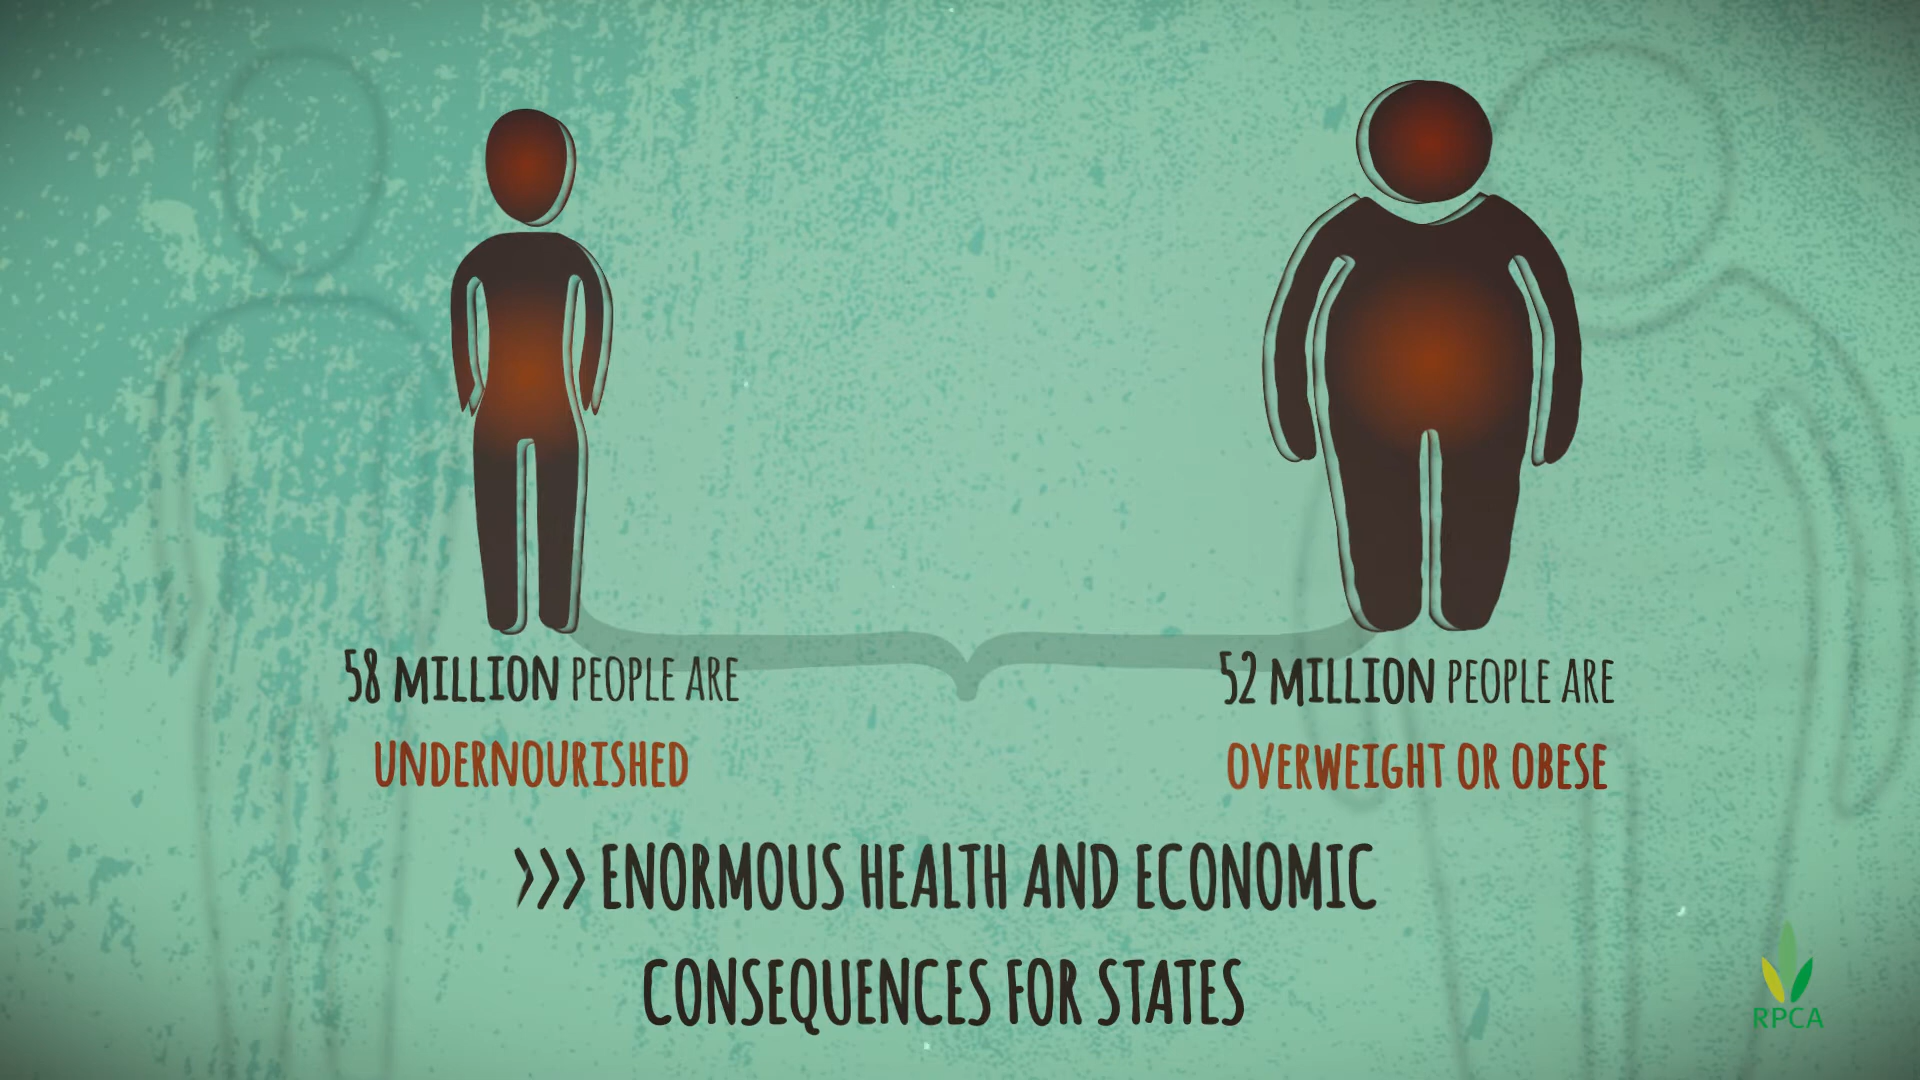 58 MILLION PEOPLE ARE
UNDERNOURISHED
52 MILLION PEOPLE ARE
OVERWEIGHT OR OBESE
>>> ENORMOUS HEALTH AND ECONOMIC
CONSEQUENCES FOR STATES
RPCA